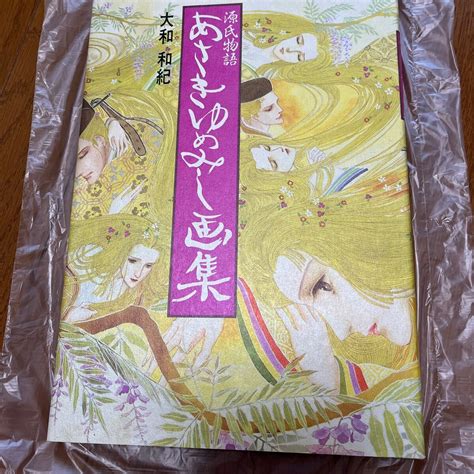 源氏物語
あさきゆめみし画集
大和 和紀